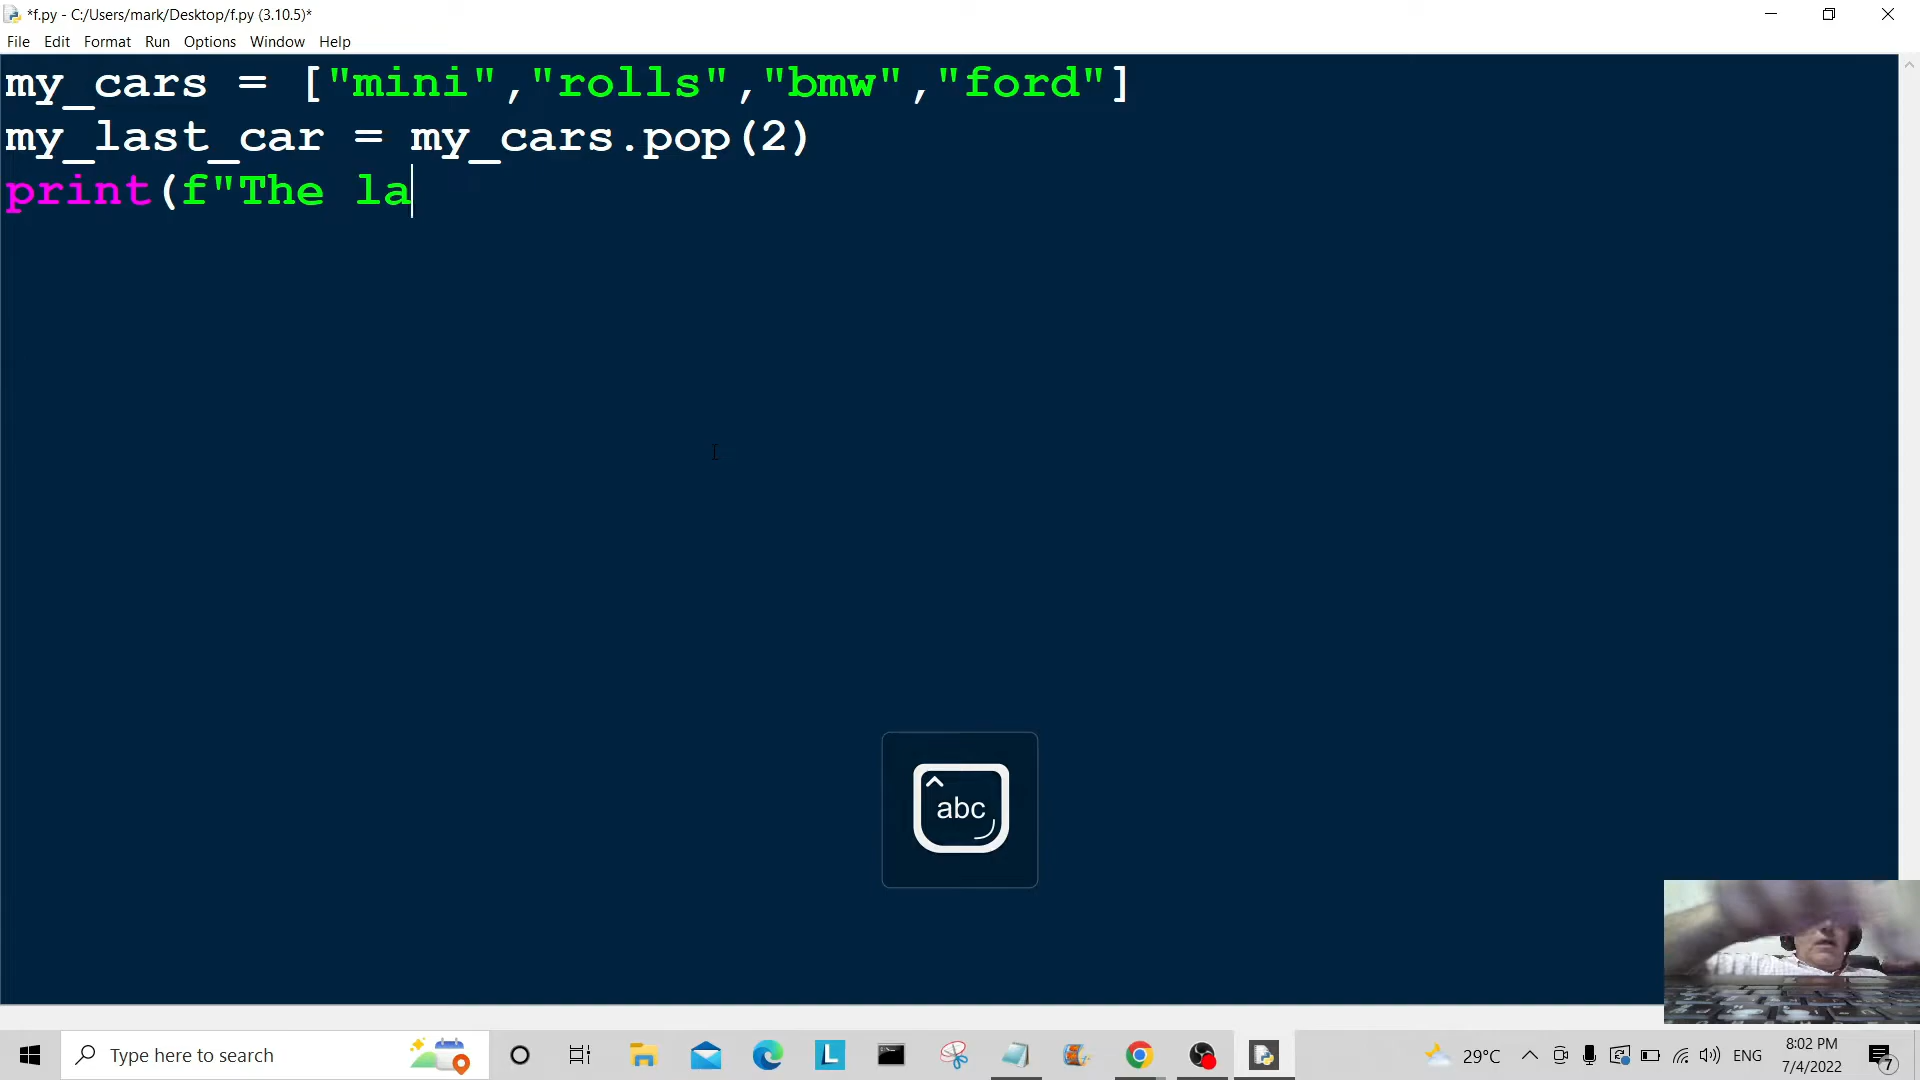 *f.py - C:/Users/mark/Desktop/f.py (3.10.5)*
File Edit Format Run Options Window Help
my_cars = ["mini","rolls","bmw","ford"]
my_last_car = my_cars.pop(2)
print(f"The la
abc
Type here to search
L
29°C
ENG
8:02 PM
7/4/2022
7